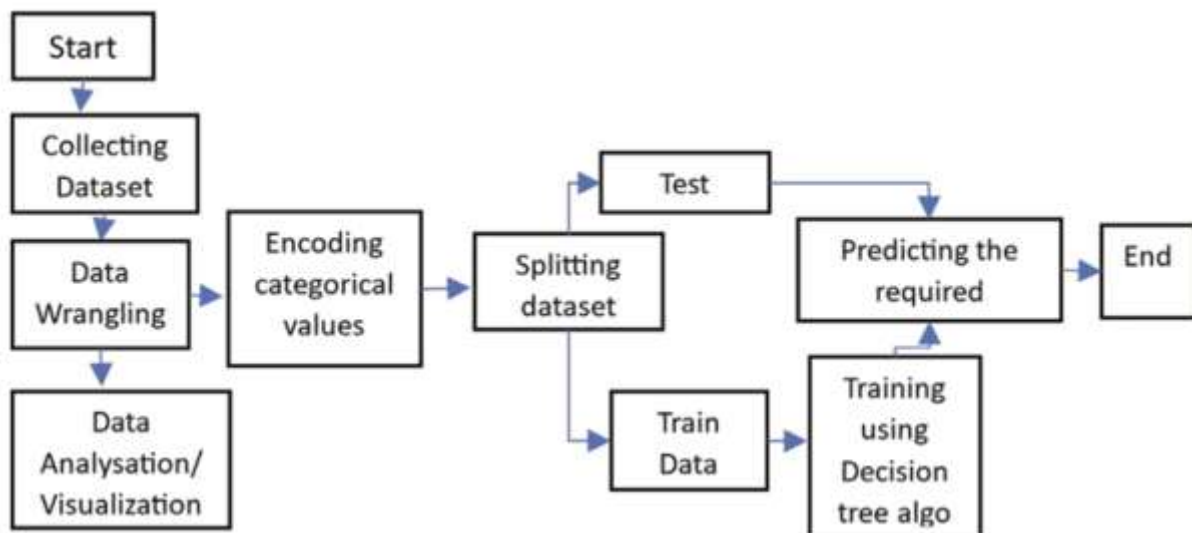 Start
Collecting
Dataset
Data
Wrangling
Data
Analysation/
Visualization
Encoding
categorical
values
Splitting
dataset
Test
Train
Data
Training
using
Decision
tree algo
Predicting the
required
End